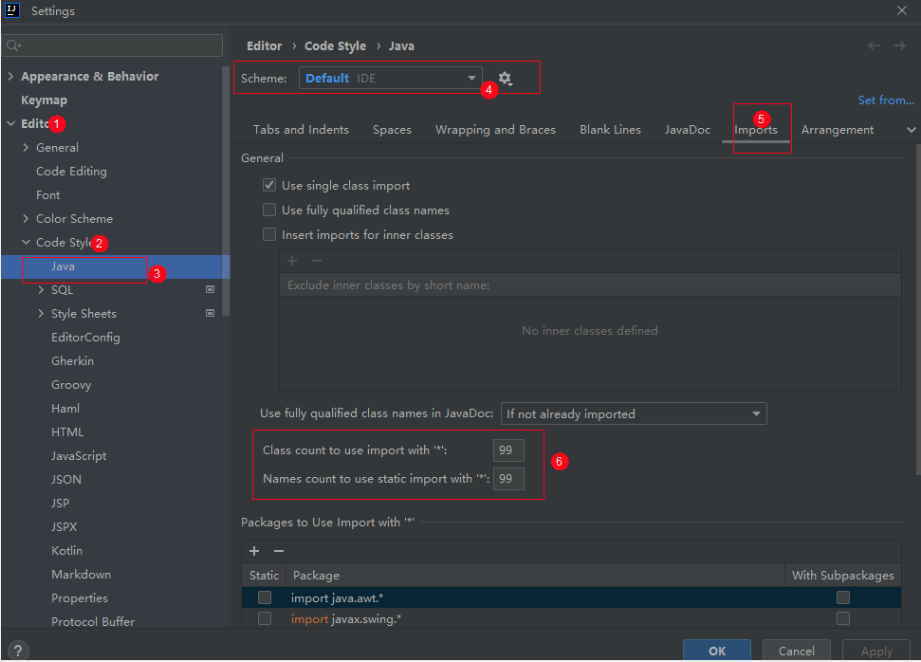 Settings
Editor › Code Style › Java
Appearance & Behavior
Keymap
Editor 1
General
Code Editing
Font
Color Scheme
Code Style 2
Java 3
SQL
Style Sheets
EditorConfig
Gherkin
Groovy
Haml
HTML
JavaScript
JSON
JSP
JSPX
Kotlin
Markdown
Properties
Protocol Buffer
Scheme: Default IDE 4
Set from...
Tabs and Indents Spaces Wrapping and Braces Blank Lines JavaDoc Imports Arrangement
5
General
Use single class import
Use fully qualified class names
Insert imports for inner classes
Exclude inner classes by short name:
No inner classes defined
Use fully qualified class names in JavaDoc: If not already imported
Class count to use import with '*': 99
6
Names count to use static import with '*': 99
Packages to Use Import with '*'
Static Package With Subpackages
import java.awt.*
import javax.swing.*
? OK Cancel Apply